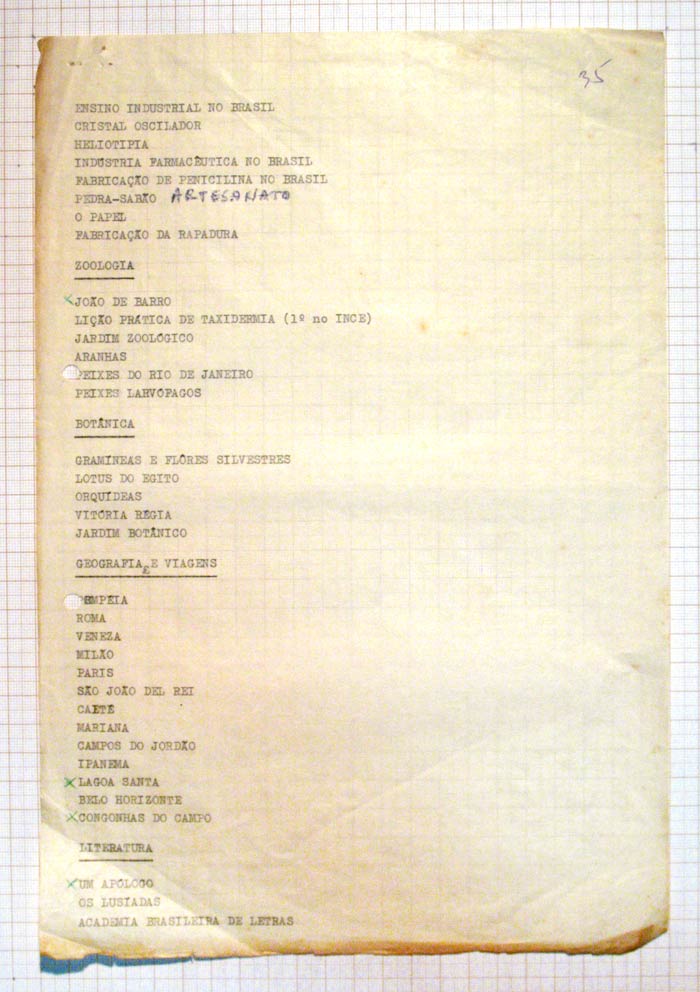 35
ENSINO INDUSTRIAL NO BRASIL
CRISTAL OSCILADOR
HELIOTIPIA
INDÚSTRIA FARMACÊUTICA NO BRASIL
FABRICAÇÃO DE PENICILINA NO BRASIL
PEDRA-SABÃO ARTESANATO
O PAPEL
FABRICAÇÃO DA RAPADURA
ZOOLOGIA
JOÃO DE BARRO
LIÇÃO PRÁTICA DE TAXIDERMIA (1º no INCE)
JARDIM ZOOLÓGICO
ARANHAS
PEIXES DO RIO DE JANEIRO
PEIXES LARVÓFAGOS
BOTÂNICA
GRAMÍNEAS E FLÔRES SILVESTRES
LOTUS DO EGITO
ORQUÍDEAS
VITÓRIA RÉGIA
JARDIM BOTÂNICO
GEOGRAFIA E VIAGENS
POMPÉIA
ROMA
VENEZA
MILÃO
PARIS
SÃO JOÃO DEL REI
CAETÉ
MARIANA
CAMPOS DO JORDÃO
IPANEMA
LAGOA SANTA
BELO HORIZONTE
CONGONHAS DO CAMPO
LITERATURA
UM APÓLOGO
OS LUSÍADAS
ACADEMIA BRASILEIRA DE LETRAS